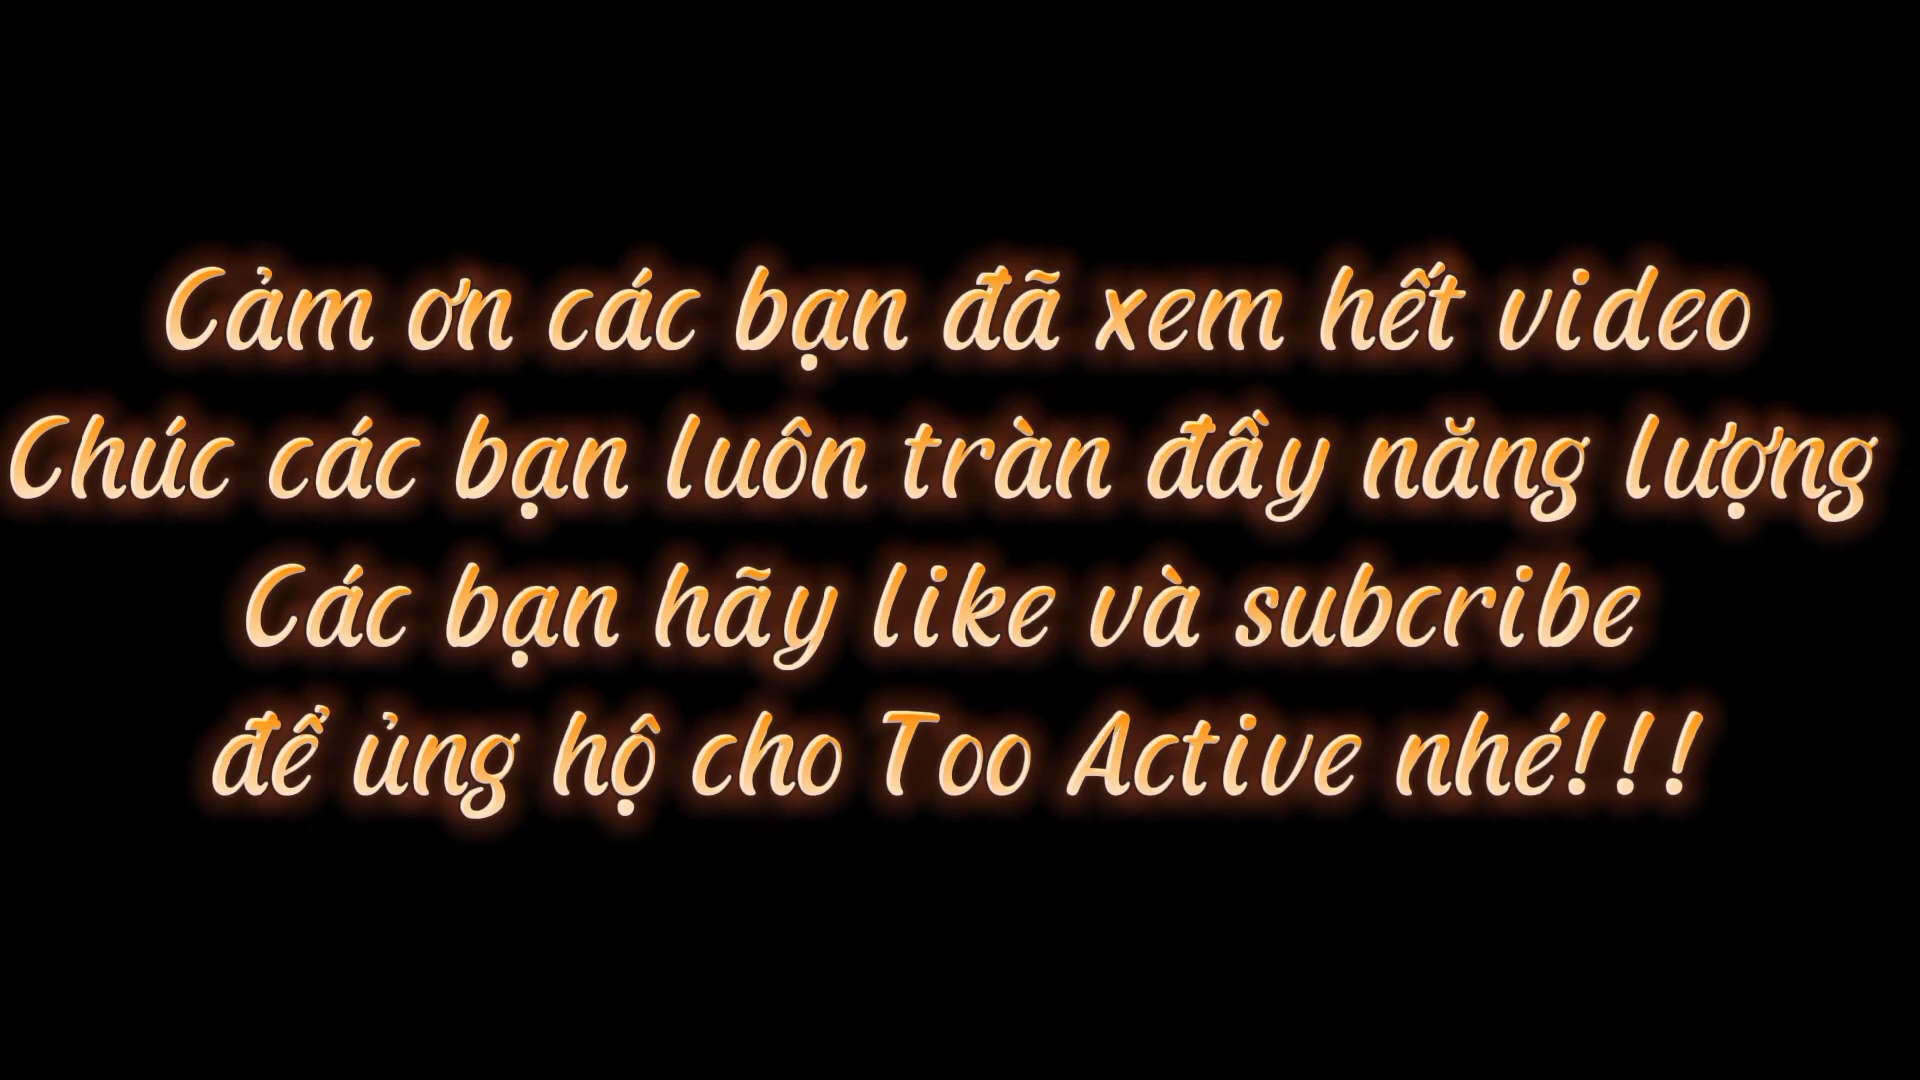 Cảm ơn các bạn đã xem hết video
Chúc các bạn luôn tràn đầy năng lượng
Các bạn hãy like và subcribe
để ủng hộ cho Too Active nhé!!!